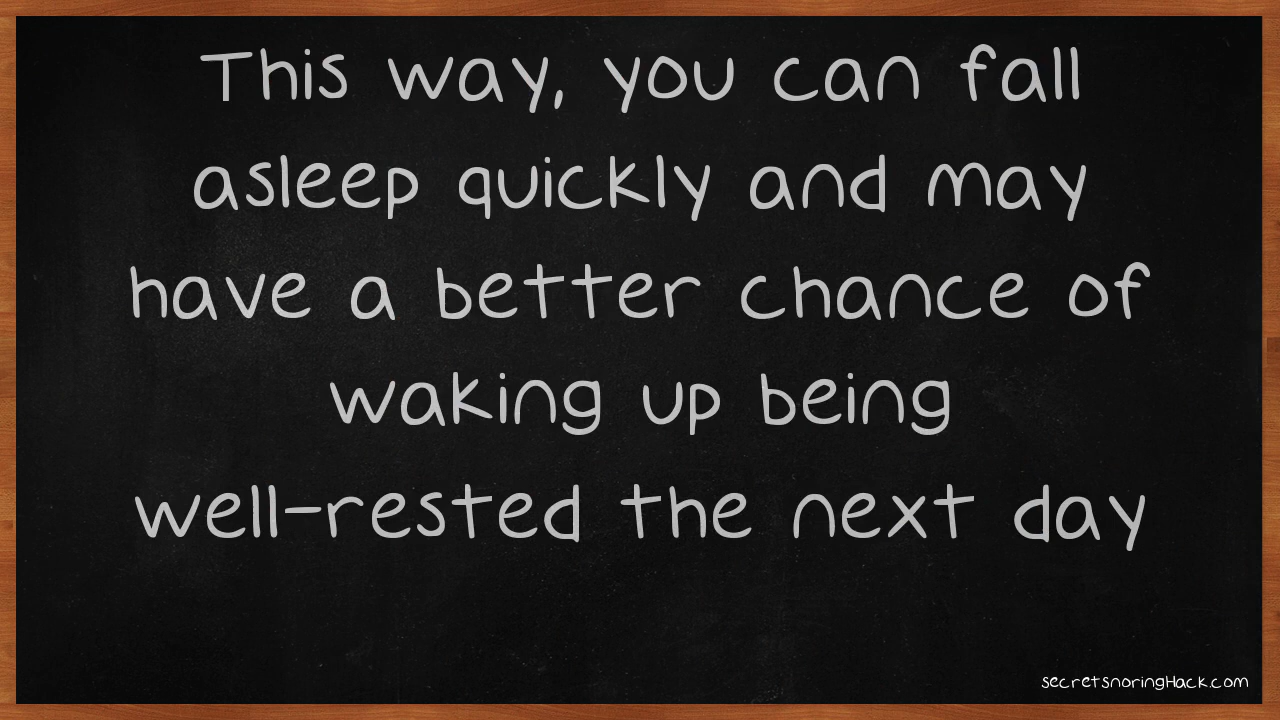 This way, you can fall
asleep quickly and may
have a better chance of
waking up being
well-rested the next day
secretsnoringHack.com